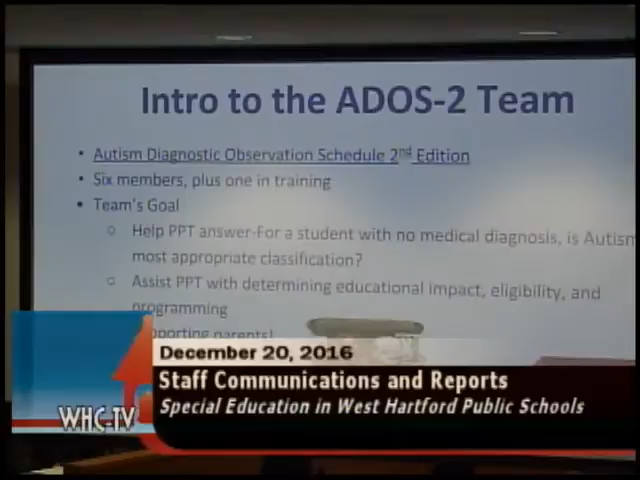 Intro to the ADOS-2 Team
• Autism Diagnostic Observation Schedule 2nd Edition
• Six members, plus one in training
• Team's Goal
○ Help PPT answer-For a student with no medical diagnosis, is Autism
most appropriate classification?
○ Assist PPT with determining educational impact, eligibility, and
programming
pporting parents!
December 20, 2016
Staff Communications and Reports
WHC-TV
Special Education in West Hartford Public Schools